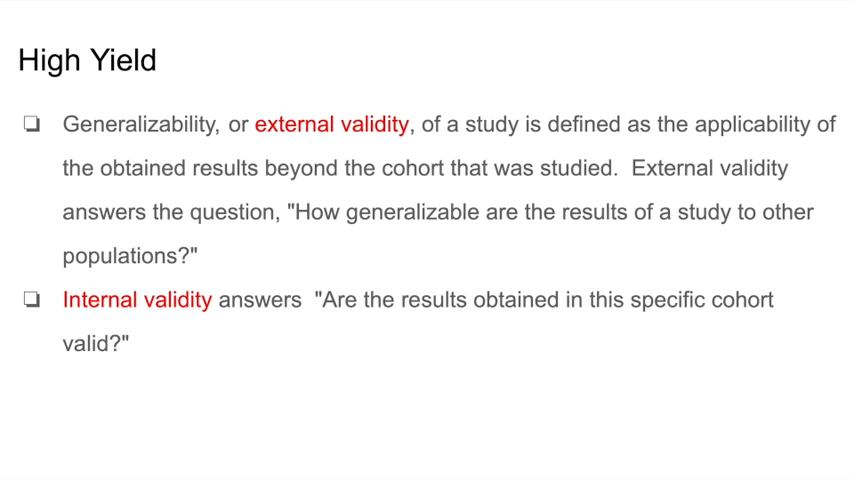 High Yield
❏ Generalizability, or external validity, of a study is defined as the applicability of
the obtained results beyond the cohort that was studied.  External validity
answers the question, "How generalizable are the results of a study to other
populations?"
❏ Internal validity answers  "Are the results obtained in this specific cohort
valid?"